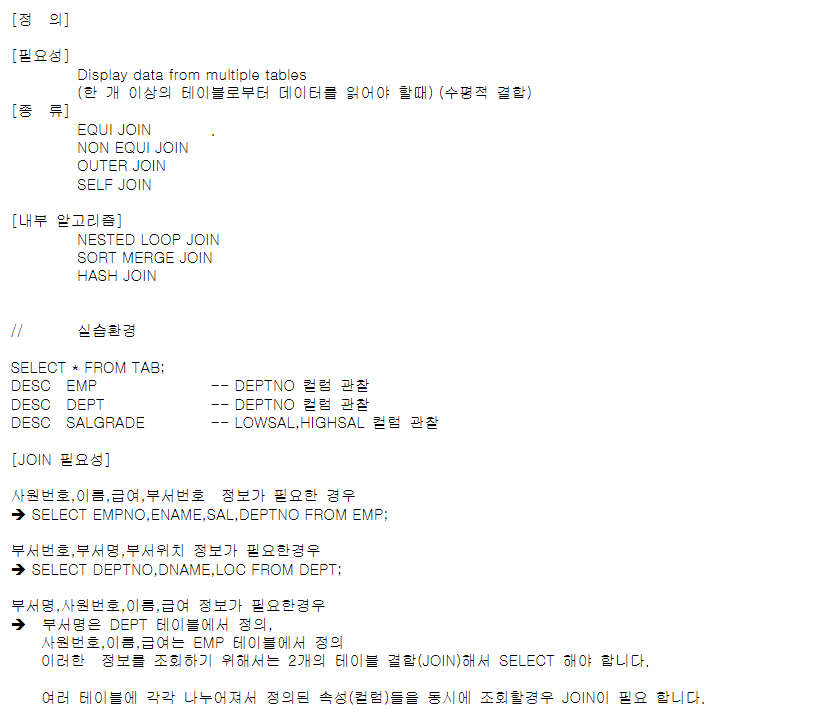 [정 의]
[필요성]
Display data from multiple tables
(한 개 이상의 테이블로부터 데이터를 읽어야 할때) (수평적 결합)
[종 류]
EQUI JOIN .
NON EQUI JOIN
OUTER JOIN
SELF JOIN
[내부 알고리즘]
NESTED LOOP JOIN
SORT MERGE JOIN
HASH JOIN
// 실습환경
SELECT * FROM TAB;
DESC EMP -- DEPTNO 컬럼 관찰
DESC DEPT -- DEPTNO 컬럼 관찰
DESC SALGRADE -- LOWSAL,HIGHSAL 컬럼 관찰
[JOIN 필요성]
사원번호,이름,급여,부서번호 정보가 필요한 경우
➔ SELECT EMPNO,ENAME,SAL,DEPTNO FROM EMP;
부서번호,부서명,부서위치 정보가 필요한경우
➔ SELECT DEPTNO,DNAME,LOC FROM DEPT;
부서명,사원번호,이름,급여 정보가 필요한경우
➔ 부서명은 DEPT 테이블에서 정의,
사원번호,이름,급여는 EMP 테이블에서 정의
이러한 정보를 조회하기 위해서는 2개의 테이블 결합(JOIN)해서 SELECT 해야 합니다.
여러 테이블에 각각 나누어져서 정의된 속성(컬럼)들을 동시에 조회할경우 JOIN이 필요 합니다.